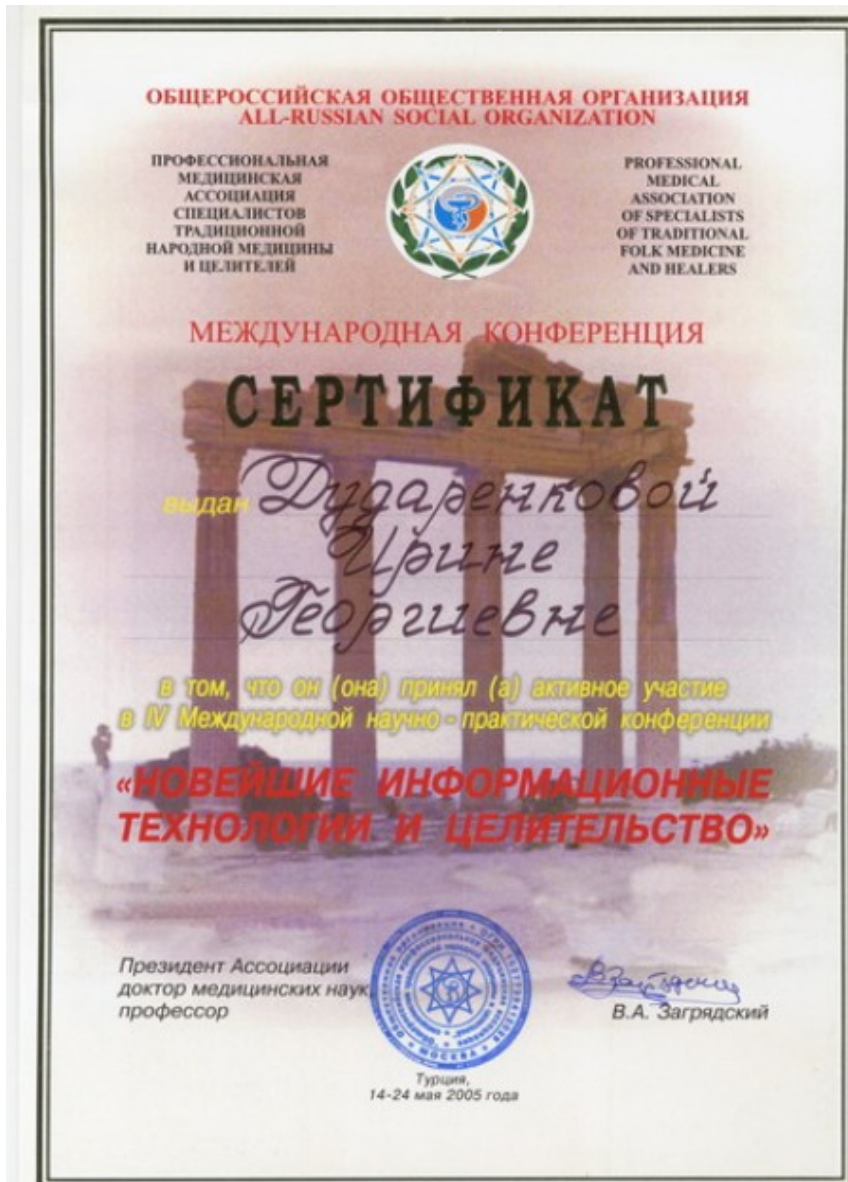 ОБЩЕРОССИЙСКАЯ ОБЩЕСТВЕННАЯ ОРГАНИЗАЦИЯ
ALL-RUSSIAN SOCIAL ORGANIZATION
ПРОФЕССИОНАЛЬНАЯ
МЕДИЦИНСКАЯ
АССОЦИАЦИЯ
СПЕЦИАЛИСТОВ
ТРАДИЦИОННОЙ
НАРОДНОЙ МЕДИЦИНЫ
И ЦЕЛИТЕЛЕЙ
PROFESSIONAL
MEDICAL
ASSOCIATION
OF SPECIALISTS
OF TRADITIONAL
FOLK MEDICINE
AND HEALERS
МЕЖДУНАРОДНАЯ КОНФЕРЕНЦИЯ
СЕРТИФИКАТ
выдан Дударенковой
Ирине
Георгиевне
в том, что он (она) принял (а) активное участие
в IV Международной научно - практической конференции
«НОВЕЙШИЕ ИНФОРМАЦИОННЫЕ
ТЕХНОЛОГИИ И ЦЕЛИТЕЛЬСТВО»
Президент Ассоциации
доктор медицинских наук,
профессор
В.А. Загрядский
МОСКВА
Турция,
14-24 мая 2005 года